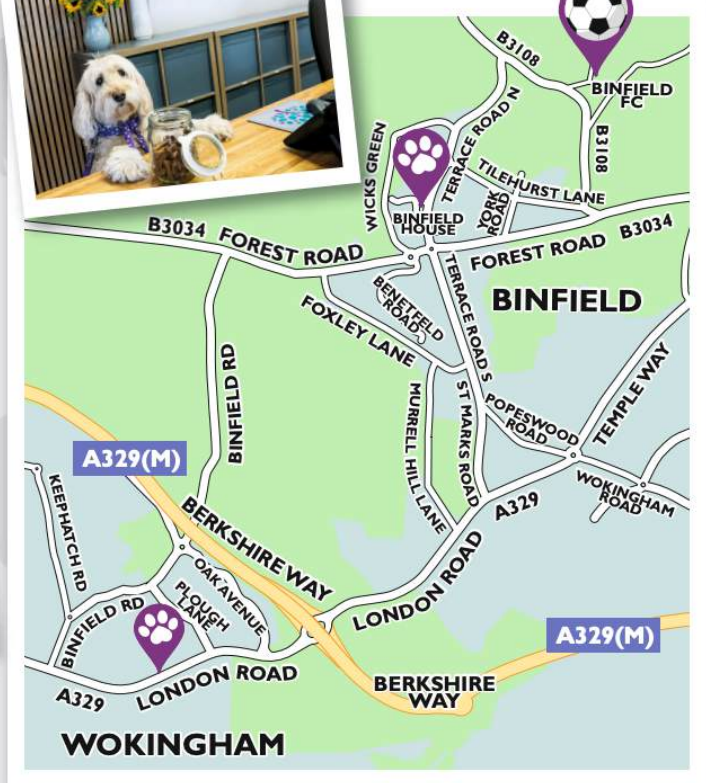 B3108
BINFIELD
FC
B3108
WICKS GREEN
TERRACE ROAD N
TILEHURST LANE
YORK
ROAD
BINFIELD
HOUSE
B3034 FOREST ROAD
FOREST ROAD B3034
BINFIELD
BENETFELD
ROAD
TERRACE ROAD S
FOXLEY LANE
BINFIELD RD
MURRELL HILL LANE
ST MARKS ROAD
POPESWOOD
ROAD
TEMPLE WAY
A329(M)
KEEPHATCH RD
WOKINGHAM
ROAD
A329
BERKSHIRE WAY
OAK AVENUE
PLOUGH
LANE
BINFIELD RD
LONDON ROAD
A329(M)
A329 LONDON ROAD
BERKSHIRE
WAY
WOKINGHAM